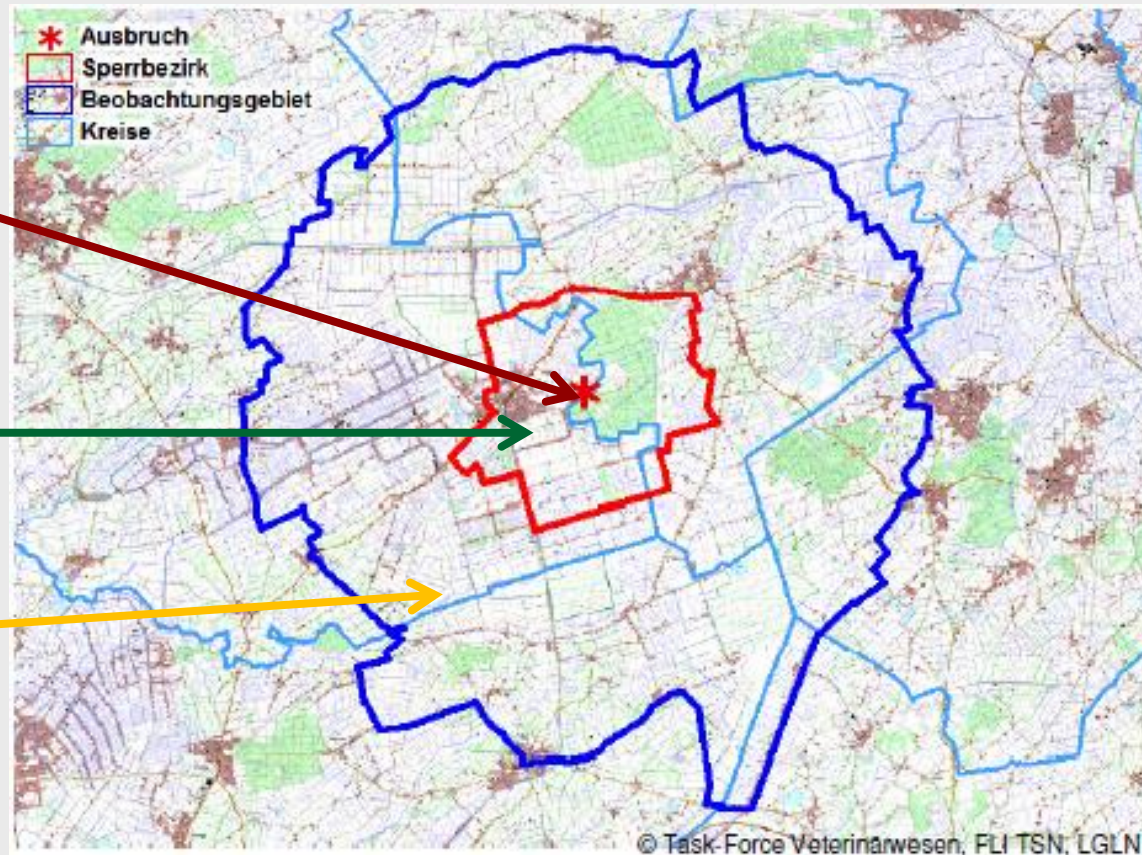 Ausbruch
Sperrbezirk
Beobachtungsgebiet
Kreise
© Task-Force Veterinärwesen, FLI TSN, LGLN